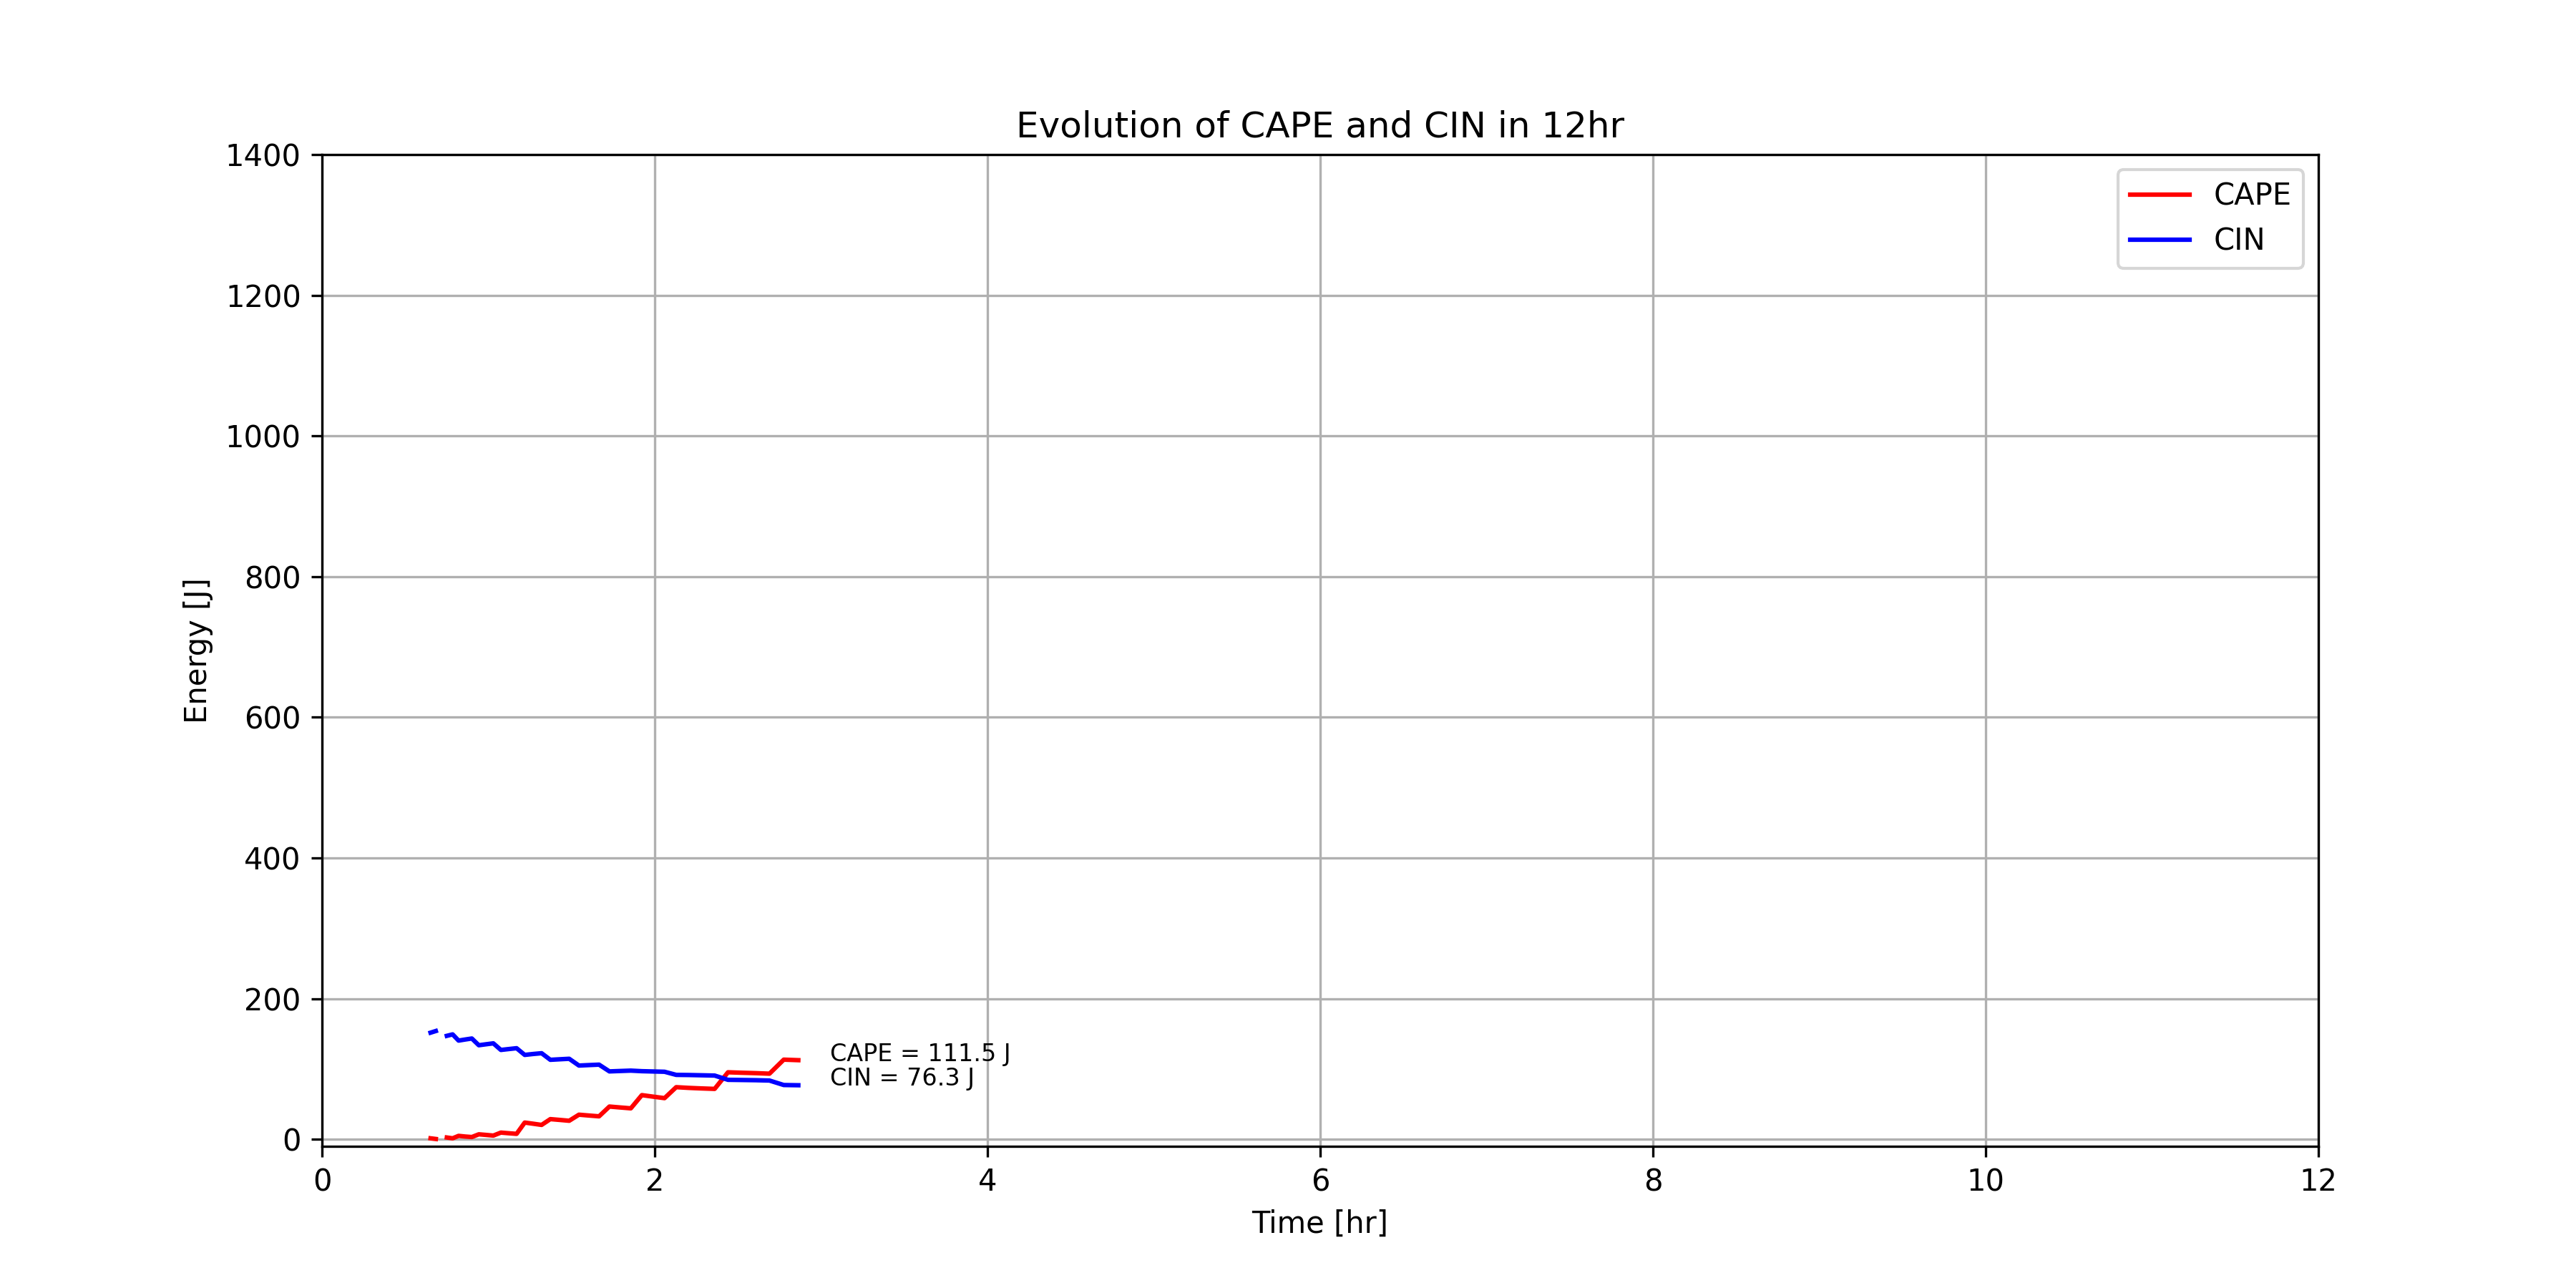 Evolution of CAPE and CIN in 12hr
1400
1200
1000
800
600
400
200
0
Energy [J]
CAPE
CIN
CAPE = 111.5 J
CIN = 76.3 J
0 2 4 6 8 10 12
Time [hr]